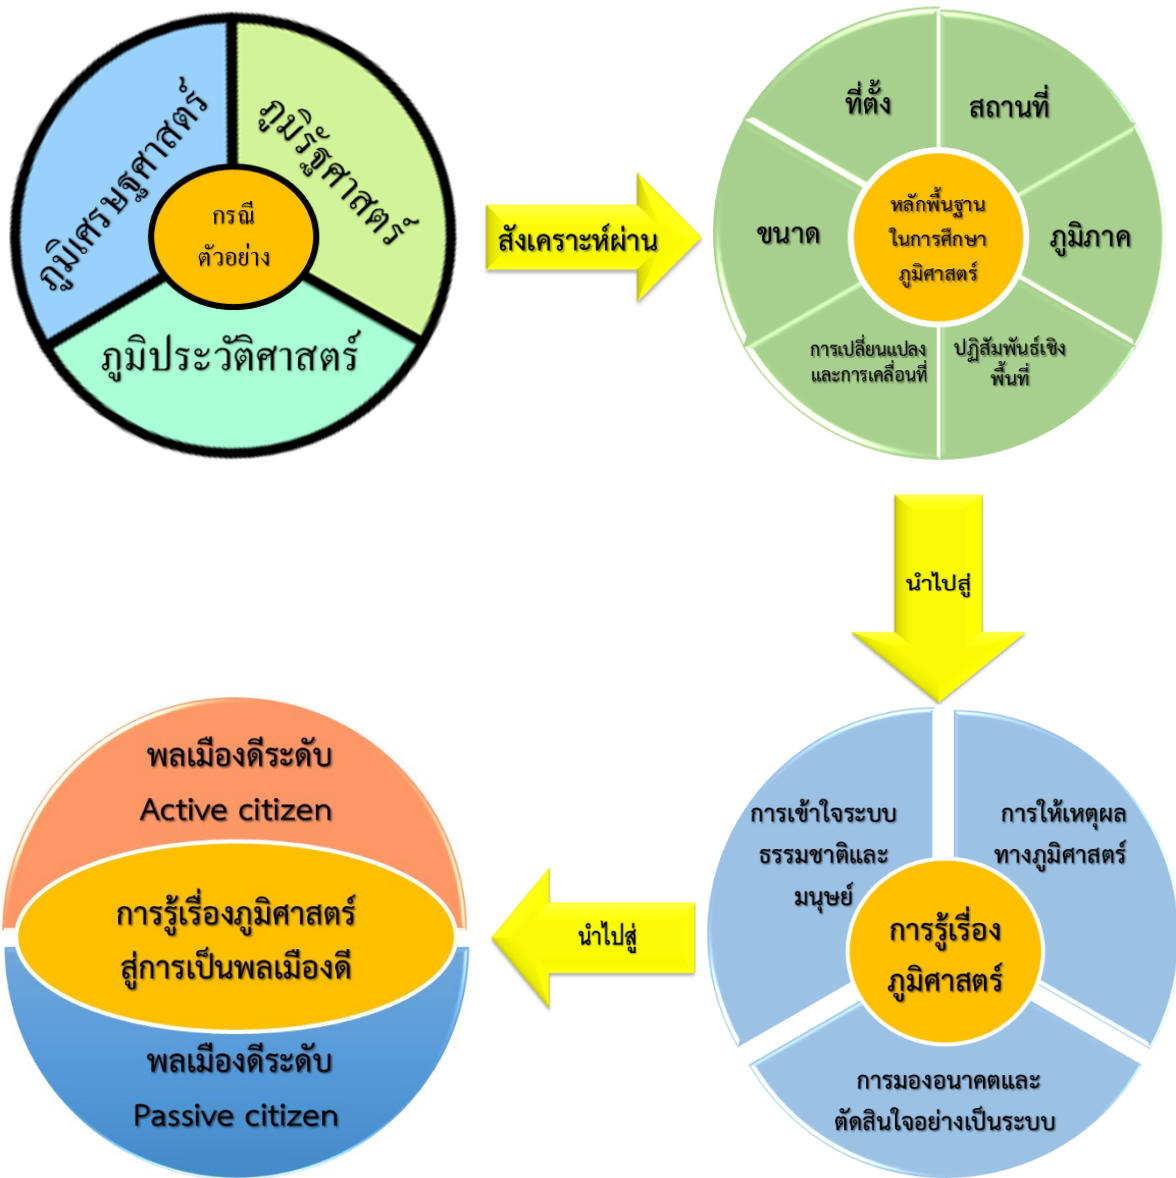 ภูมิเศรษฐศาสตร์
ภูมิรัฐศาสตร์
กรณี
ตัวอย่าง
ภูมิประวัติศาสตร์
สังเคราะห์ผ่าน
ที่ตั้ง
สถานที่
ขนาด
หลักพื้นฐาน
ในการศึกษา
ภูมิศาสตร์
ภูมิภาค
การเปลี่ยนแปลง
และการเคลื่อนที่
ปฏิสัมพันธ์เชิง
พื้นที่
นำไปสู่
การเข้าใจระบบ
ธรรมชาติและ
มนุษย์
การให้เหตุผล
ทางภูมิศาสตร์
การรู้เรื่อง
ภูมิศาสตร์
การมองอนาคตและ
ตัดสินใจอย่างเป็นระบบ
นำไปสู่
พลเมืองดีระดับ
Active citizen
การรู้เรื่องภูมิศาสตร์
สู่การเป็นพลเมืองดี
พลเมืองดีระดับ
Passive citizen